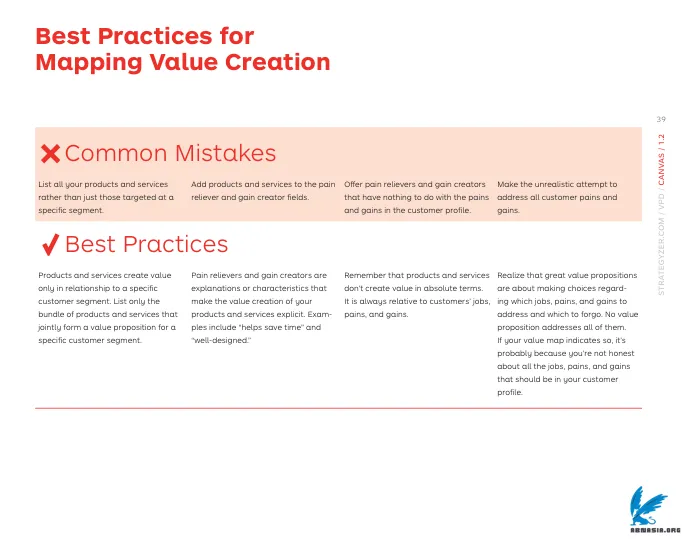 Best Practices for
Mapping Value Creation
39
STRATEGYZER.COM / VPD / CANVAS / 1.2
Common Mistakes
List all your products and services
rather than just those targeted at a
specific segment.
Add products and services to the pain
reliever and gain creator fields.
Offer pain relievers and gain creators
that have nothing to do with the pains
and gains in the customer profile.
Make the unrealistic attempt to
address all customer pains and
gains.
Best Practices
Products and services create value
only in relationship to a specific
customer segment. List only the
bundle of products and services that
jointly form a value proposition for a
specific customer segment.
Pain relievers and gain creators are
explanations or characteristics that
make the value creation of your
products and services explicit. Exam-
ples include “helps save time” and
“well-designed.”
Remember that products and services
don’t create value in absolute terms.
It is always relative to customers’ jobs,
pains, and gains.
Realize that great value propositions
are about making choices regard-
ing which jobs, pains, and gains to
address and which to forgo. No value
proposition addresses all of them.
If your value map indicates so, it’s
probably because you’re not honest
about all the jobs, pains, and gains
that should be in your customer
profile.
ABNASIA.ORG